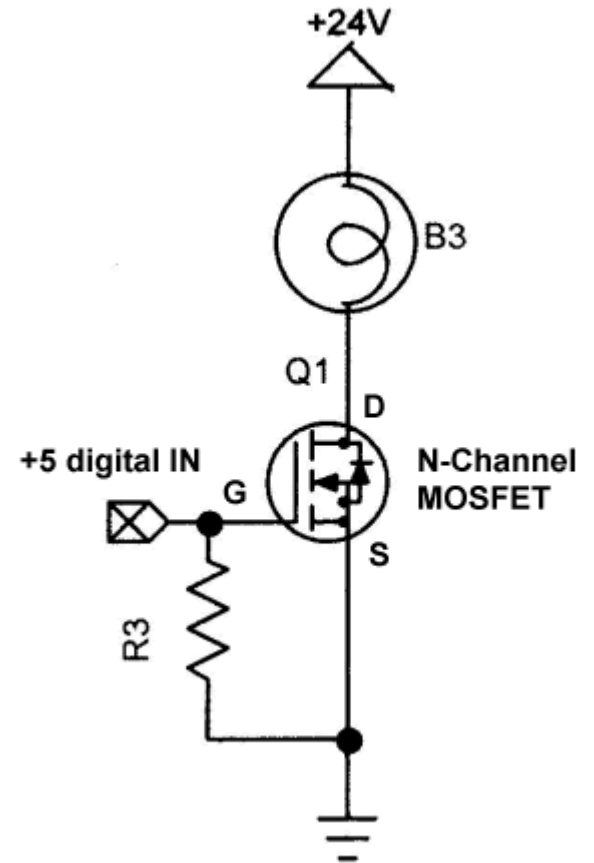 +24V
B3
Q1
D
+5 digital IN
G
N-Channel
MOSFET
S
R3